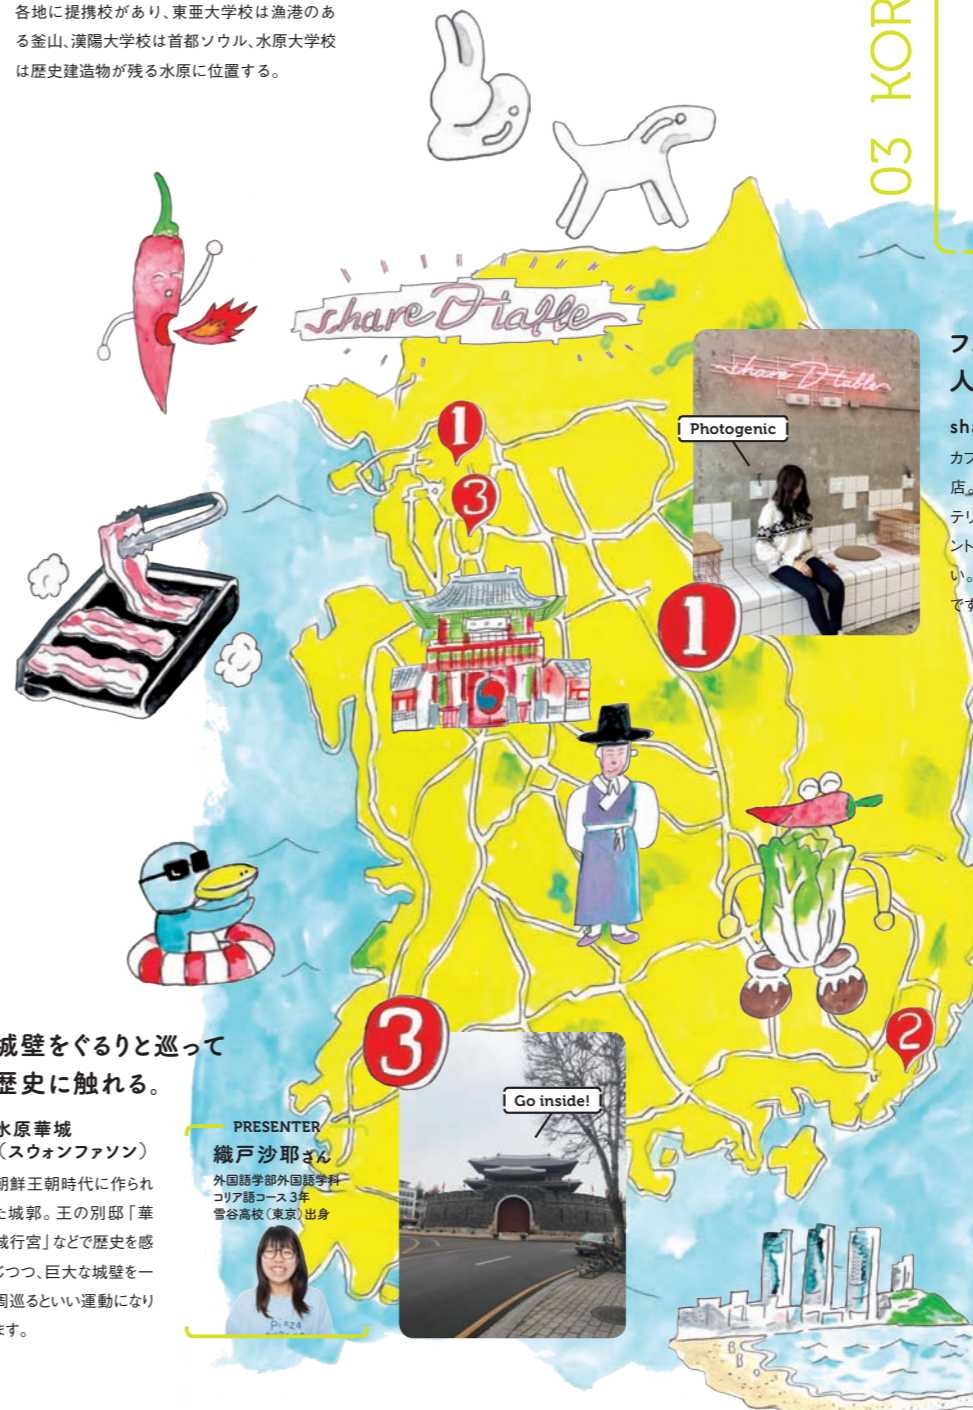 各地に提携校があり、東亜大学校は漁港のあ
る釜山、漢陽大学校は首都ソウル、水原大学校
は歴史建造物が残る水原に位置する。
03 KOR
share D table
1
3
share D table
Photogenic
1
フ
人
sha
カフ
店。
テリ
ント
い。
です
2
3
Go inside!
城壁をぐるりと巡って
歴史に触れる。
水原華城
（スウォンファソン）
朝鮮王朝時代に作られ
た城郭。王の別邸「華
城行宮」などで歴史を感
じつつ、巨大な城壁を一
周巡るといい運動になり
ます。
PRESENTER
織戸沙耶さん
外国語学部外国語学科
コリア語コース 3年
雪谷高校（東京）出身
piaza